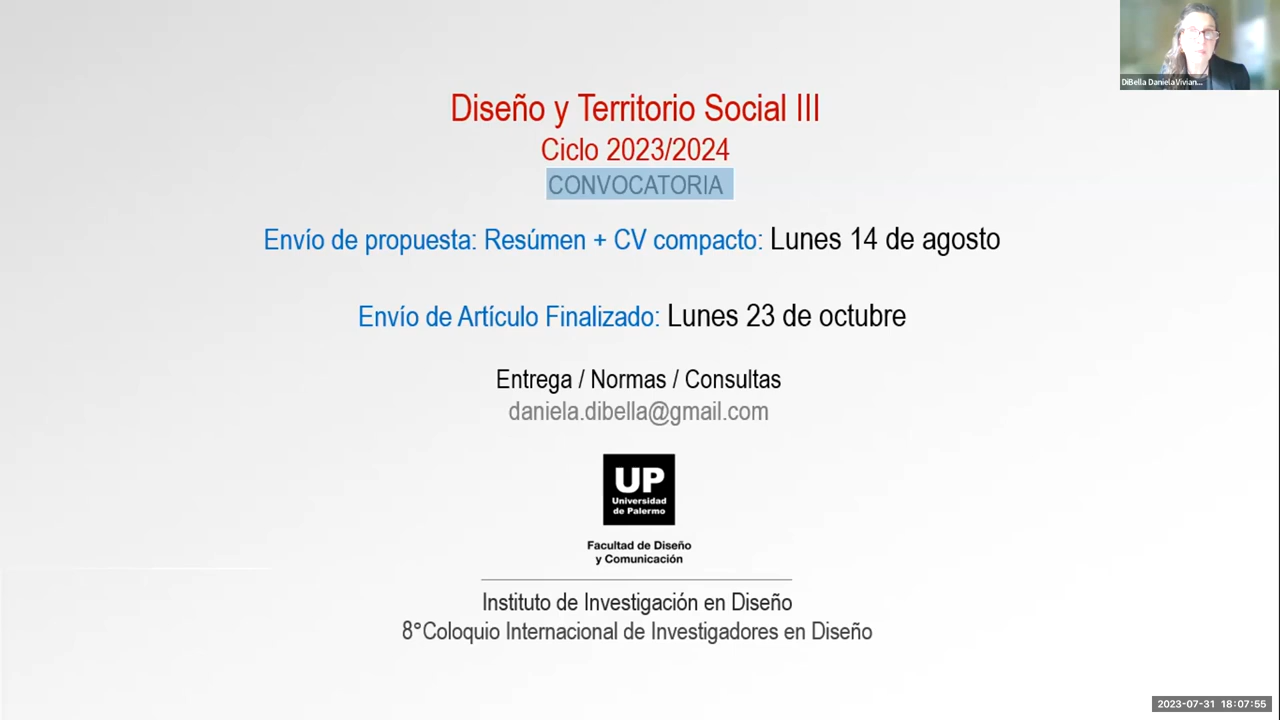 DiBella DanielaVivian...
Diseño y Territorio Social III
Ciclo 2023/2024
CONVOCATORIA
Envío de propuesta: Resúmen + CV compacto: Lunes 14 de agosto
Envío de Artículo Finalizado: Lunes 23 de octubre
Entrega / Normas / Consultas
daniela.dibella@gmail.com
UP
Universidad
de Palermo
Facultad de Diseño
y Comunicación
Instituto de Investigación en Diseño
8°Coloquio Internacional de Investigadores en Diseño
2023-07-31 18:07:55